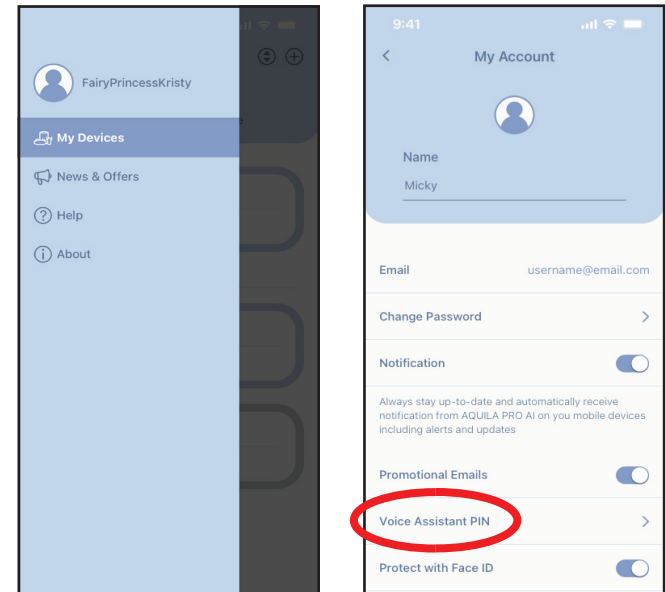 FairyPrincessKristy
My Devices
News & Offers
Help
About
9:41
My Account
Name
Micky
Email username@email.com
Change Password
Notification
Always stay up-to-date and automatically receive
notification from AQUILA PRO AI on you mobile devices
including alerts and updates
Promotional Emails
Voice Assistant PIN
Protect with Face ID